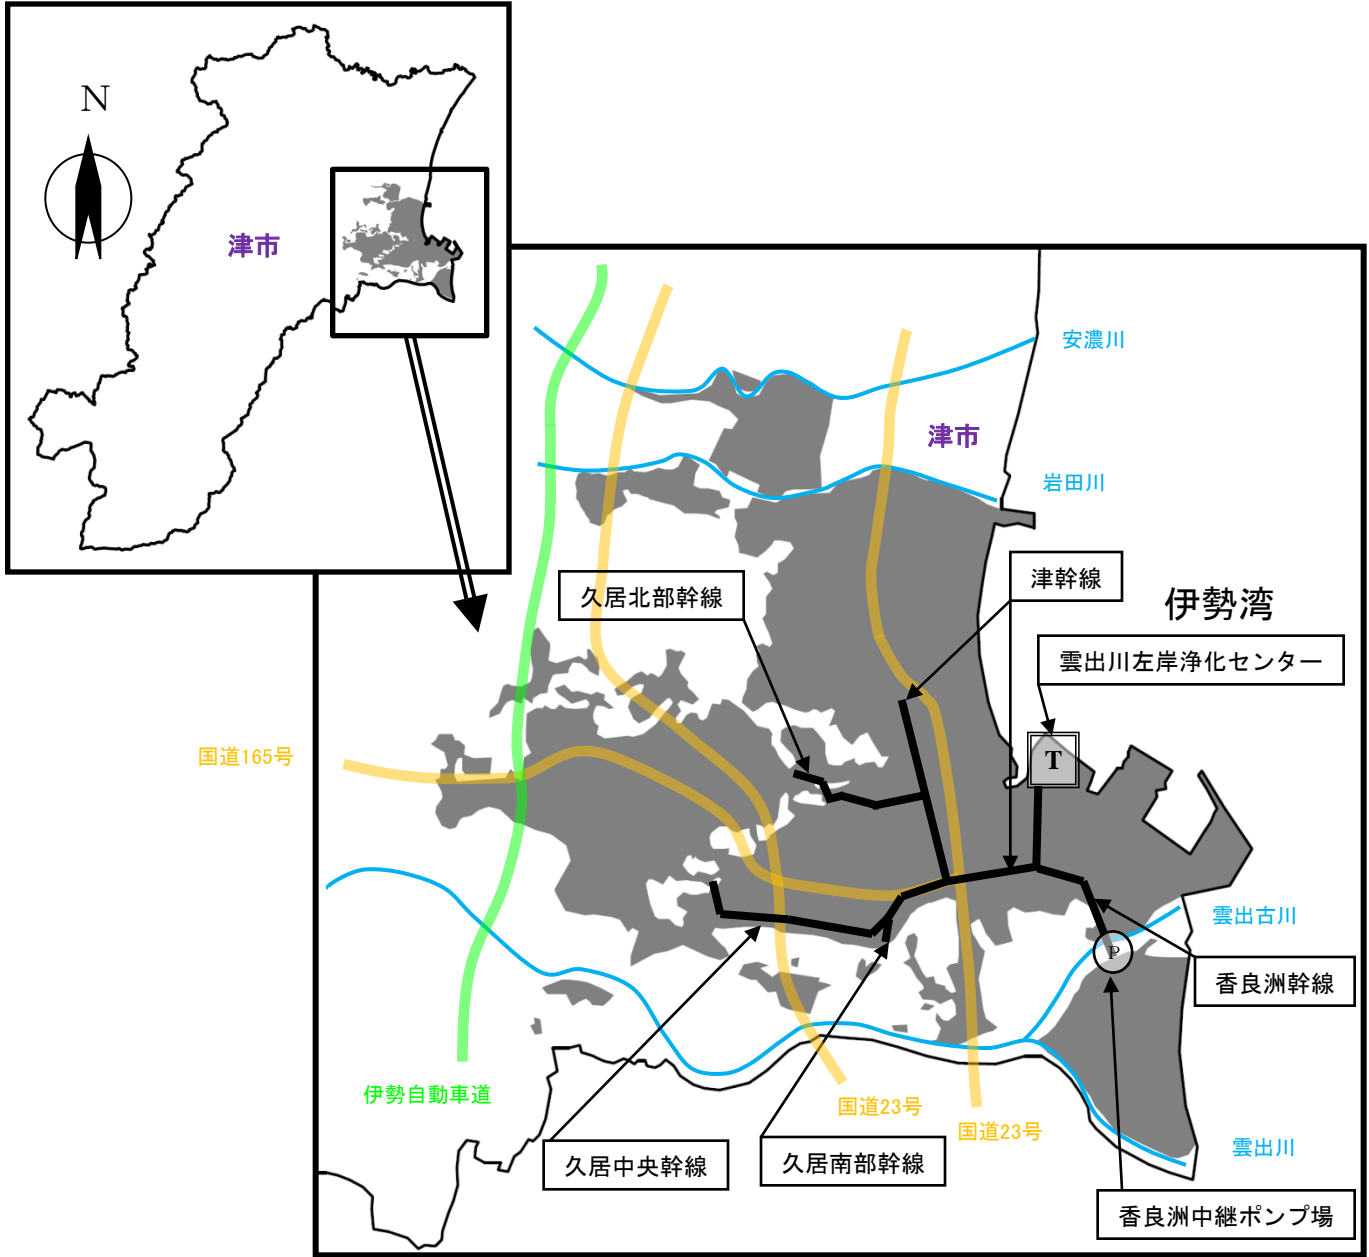 N
津市
安濃川
津市
岩田川
津幹線
久居北部幹線
伊勢湾
雲出川左岸浄化センター
国道165号
T
雲出古川
P
香良洲幹線
伊勢自動車道
国道23号
国道23号
久居中央幹線
久居南部幹線
雲出川
香良洲中継ポンプ場